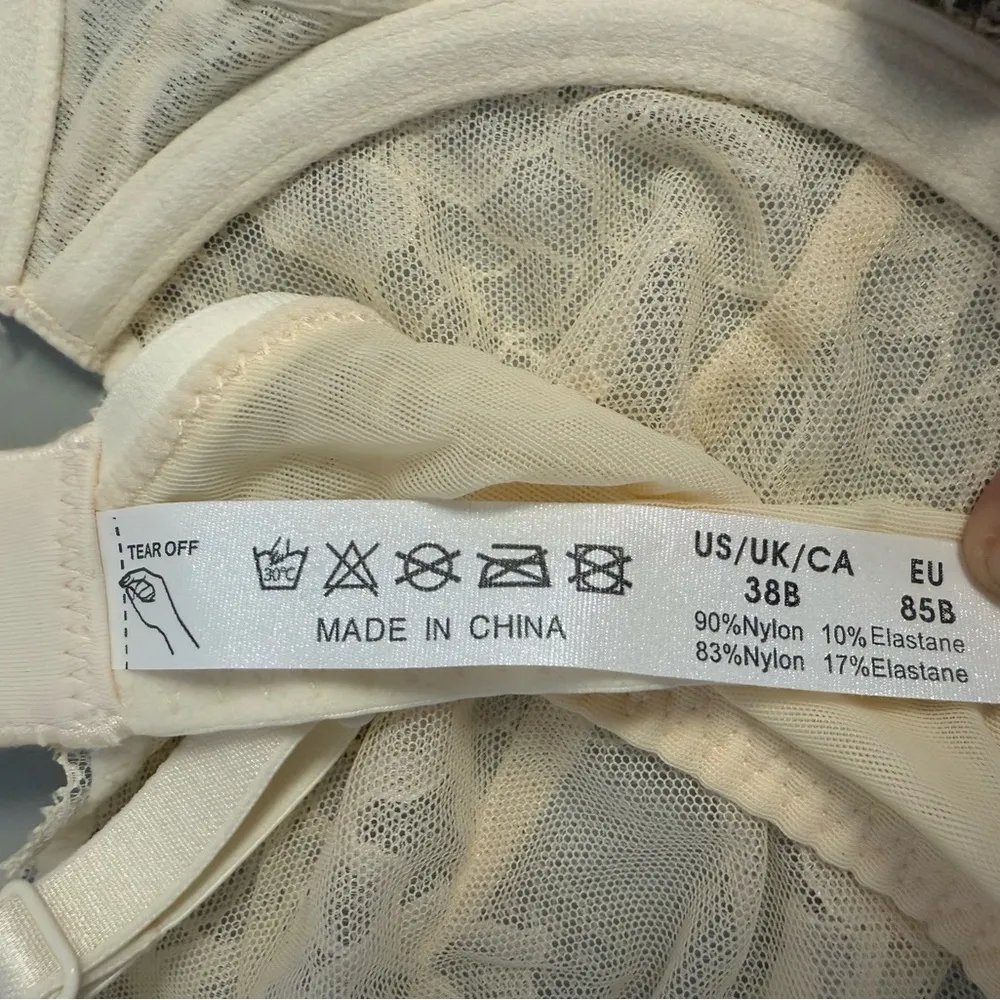 TEAR OFF
30℃
MADE IN CHINA
US/UK/CA EU
38B 85B
90%Nylon 10%Elastane
83%Nylon 17%Elastane